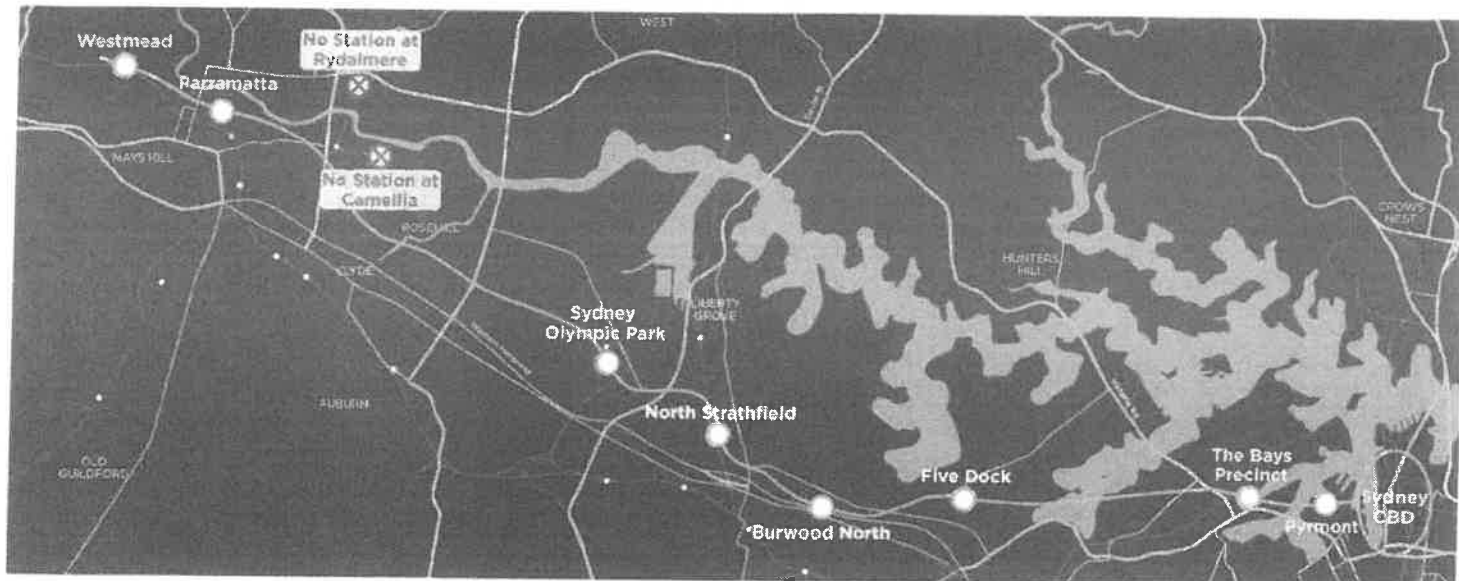 WEST
Westmead
No Station at
Rydalmere
Parramatta
MAYS HILL
No Station at
Camellia
ROSEHILL
CLYDE
CROWS
NEST
HUNTERS
HILL
LIBERTY
GROVE
Sydney
Olympic Park
AUBURN
North Strathfield
OLD
GUILDFORD
Five Dock
The Bays
Precinct
Sydney
CBD
Burwood North
Pyrmont